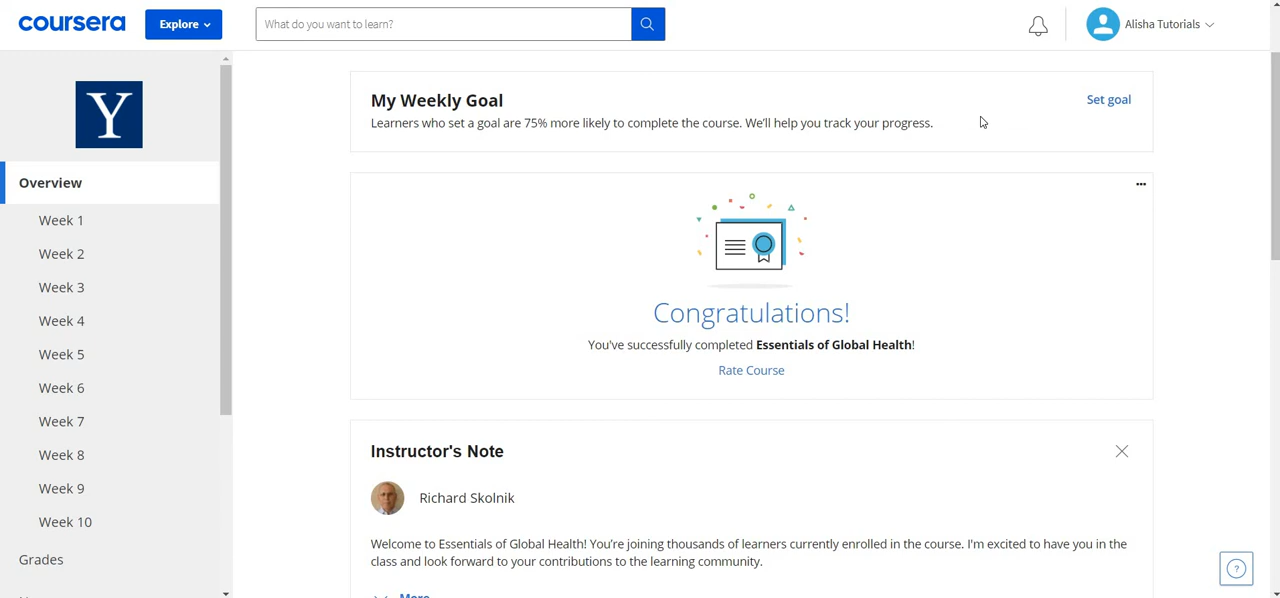 coursera
Explore
What do you want to learn?
Alisha Tutorials
Y
Overview
Week 1
Week 2
Week 3
Week 4
Week 5
Week 6
Week 7
Week 8
Week 9
Week 10
Grades
My Weekly Goal
Set goal
Learners who set a goal are 75% more likely to complete the course. We'll help you track your progress.
Congratulations!
You've successfully completed Essentials of Global Health!
Rate Course
Instructor's Note
Richard Skolnik
Welcome to Essentials of Global Health! You're joining thousands of learners currently enrolled in the course. I'm excited to have you in the
class and look forward to your contributions to the learning community.
More
?